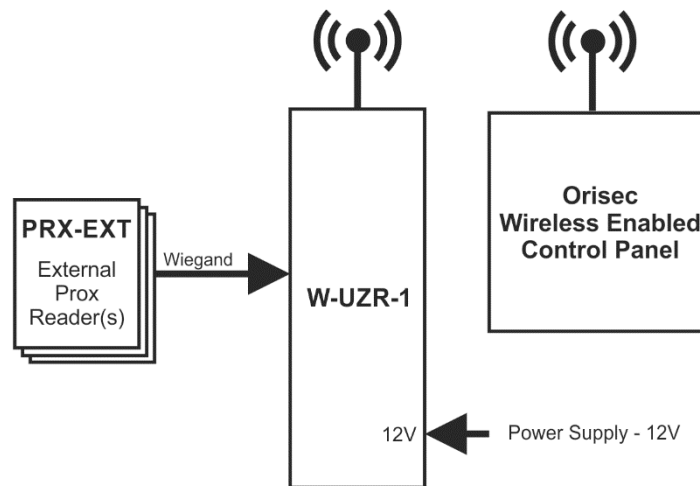 PRX-EXT
External
Prox
Reader(s)
Wiegand
W-UZR-1
12V
Power Supply - 12V
Orisec
Wireless Enabled
Control Panel